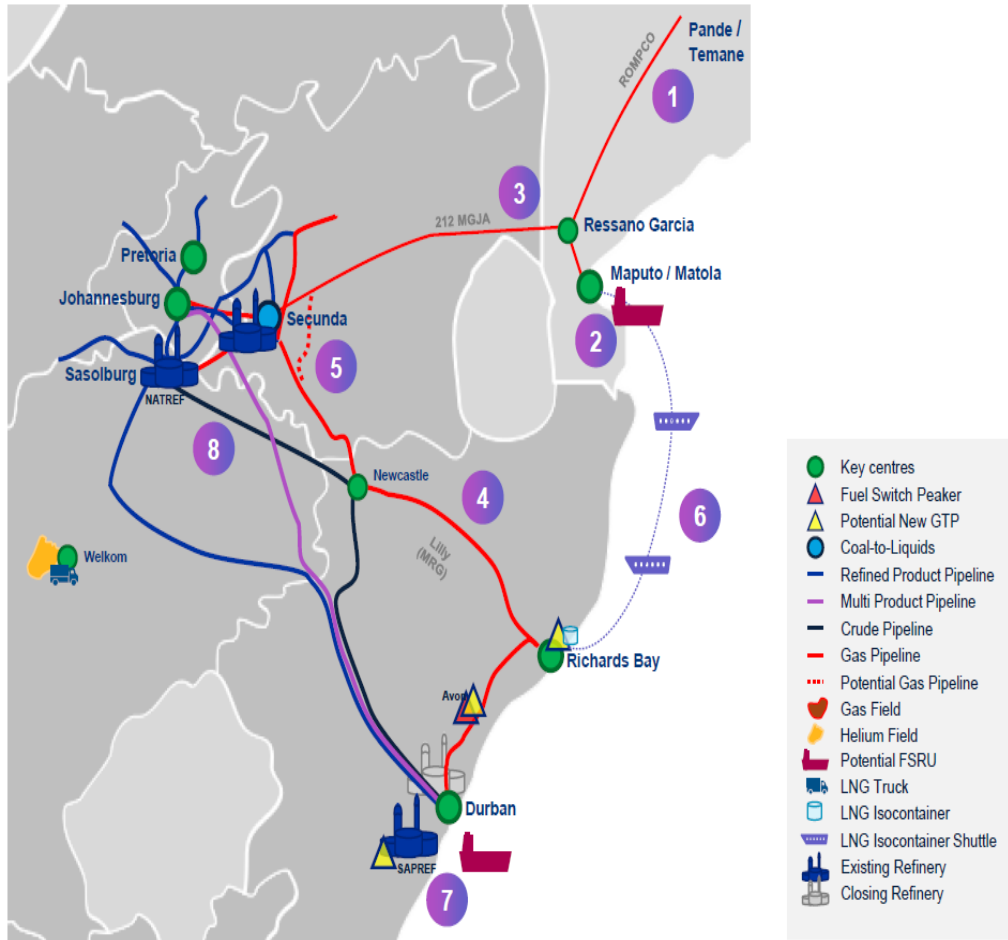 Pande /
Temane
ROMPCO
1
3
212 MGJA
Ressano Garcia
Pretoria
Maputo / Matola
Johannesburg
Secunda
2
5
Sasolburg
NATREF
8
Newcastle
4
6
Lilly
(MRG)
Welkom
Richards Bay
Durban
SAPREF
7
Key centres
Fuel Switch Peaker
Potential New GTP
Coal-to-Liquids
Refined Product Pipeline
Multi Product Pipeline
Crude Pipeline
Gas Pipeline
Potential Gas Pipeline
Gas Field
Helium Field
Potential FSRU
LNG Truck
LNG Isocontainer
LNG Isocontainer Shuttle
Existing Refinery
Closing Refinery